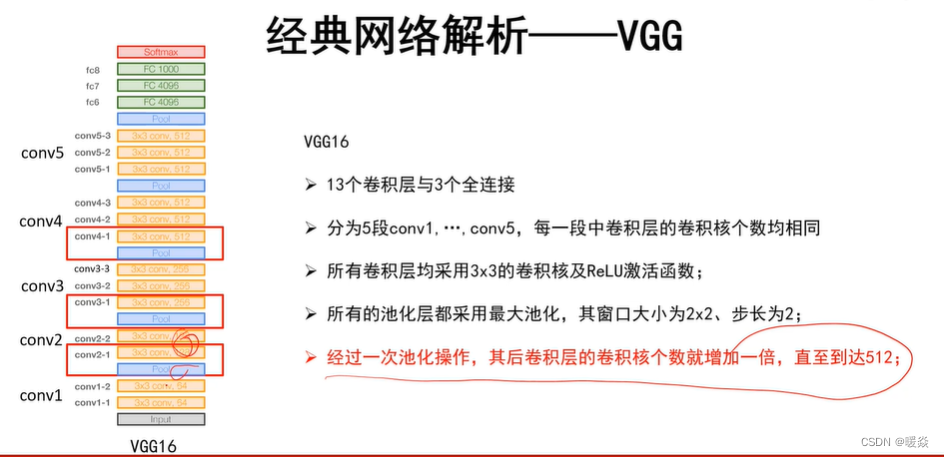 经典网络解析——VGG
Softmax
fc8 FC 1000
fc7 FC 4096
fc6 FC 4096
Pool
conv5
conv5-3 3x3 conv, 512
conv5-2 3x3 conv, 512
conv5-1 3x3 conv, 512
Pool
conv4
conv4-3 3x3 conv, 512
conv4-2 3x3 conv, 512
conv4-1 3x3 conv, 512
Pool
conv3
conv3-3 3x3 conv, 256
conv3-2 3x3 conv, 256
conv3-1 3x3 conv, 256
Pool
conv2
conv2-2 3x3 conv,
conv2-1 3x3 conv,
Pool
conv1
conv1-2 3x3 conv, 64
conv1-1 3x3 conv, 64
Input
VGG16
VGG16
➢ 13个卷积层与3个全连接
➢ 分为5段conv1,…,conv5，每一段中卷积层的卷积核个数均相同
➢ 所有卷积层均采用3x3的卷积核及ReLU激活函数；
➢ 所有的池化层都采用最大池化，其窗口大小为2x2、步长为2；
➢ 经过一次池化操作，其后卷积层的卷积核个数就增加一倍，直至到达512；
CSDN @暖焱